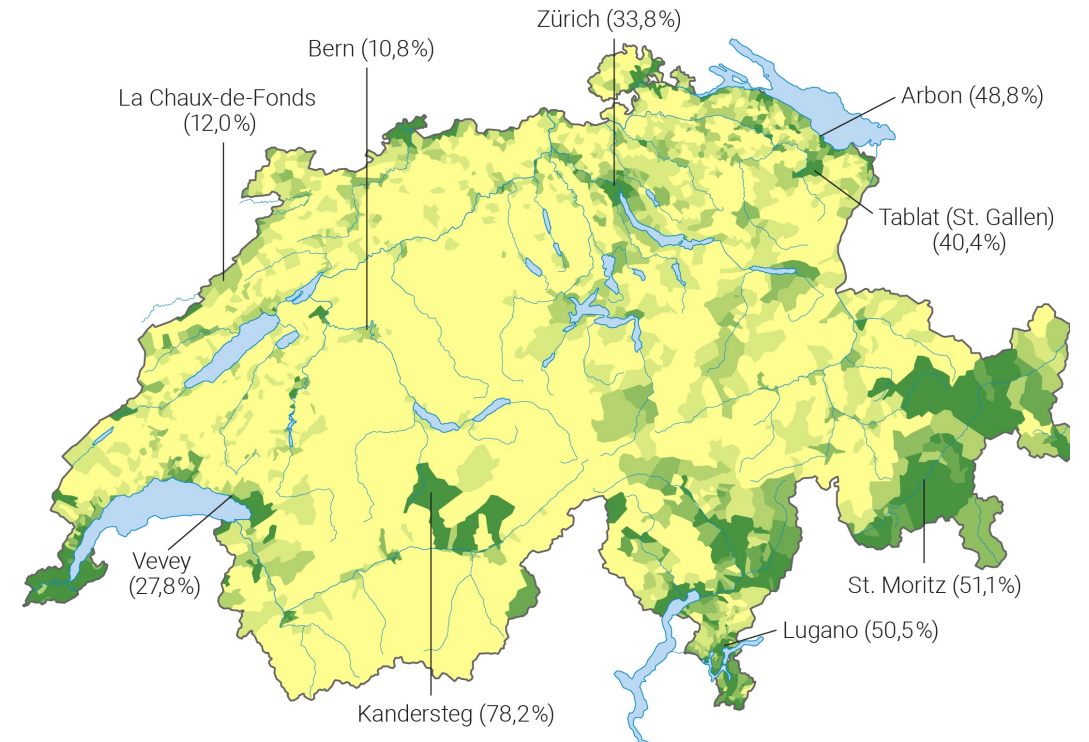 Zürich (33,8%)
Bern (10,8%)
La Chaux-de-Fonds
(12,0%)
Arbon (48,8%)
Tablat (St. Gallen)
(40,4%)
Vevey
(27,8%)
St. Moritz (51,1%)
Lugano (50,5%)
Kandersteg (78,2%)